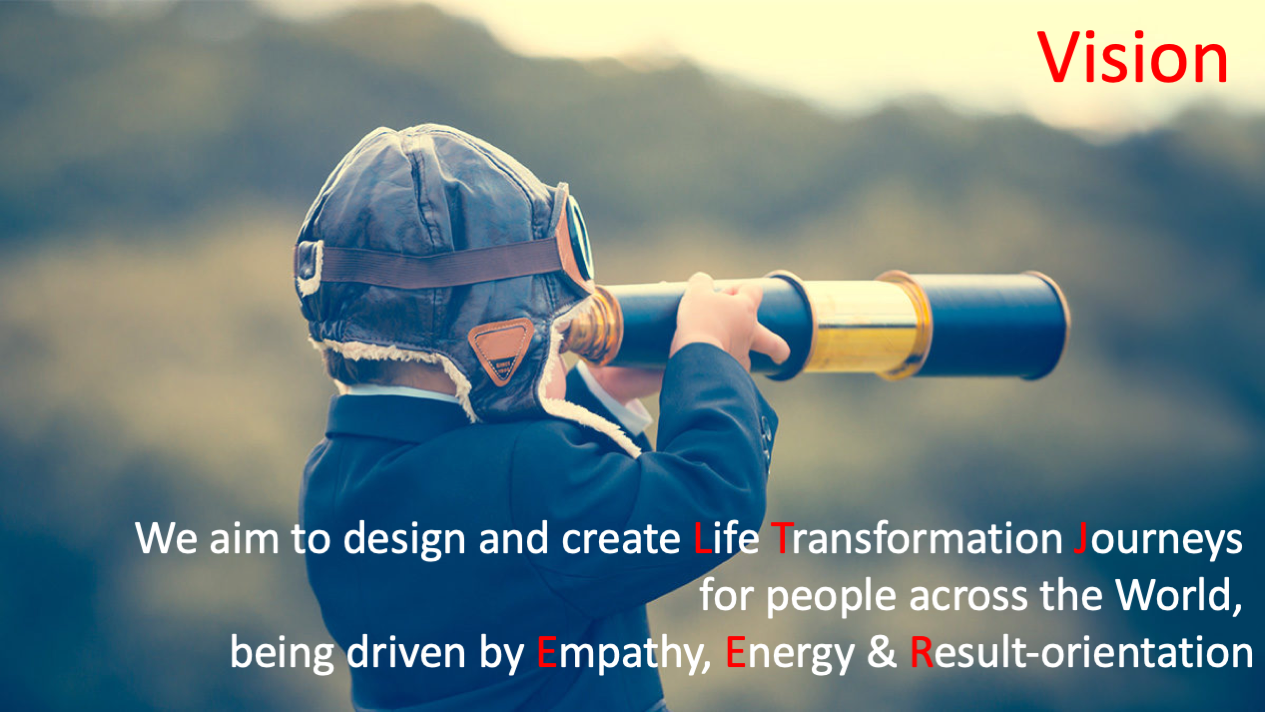 Vision
We aim to design and create Life Transformation Journeys
for people across the World,
being driven by Empathy, Energy & Result-orientation